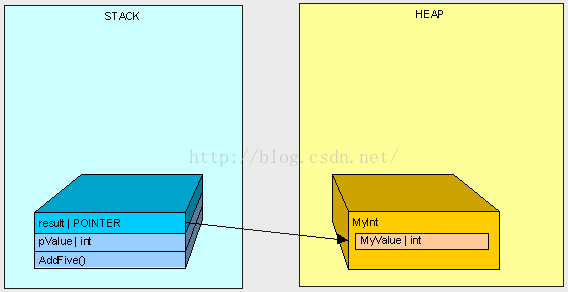 STACK
HEAP
http://blog.csdn.net/
result | POINTER
pValue | int
AddFive()
MyInt
MyValue | int